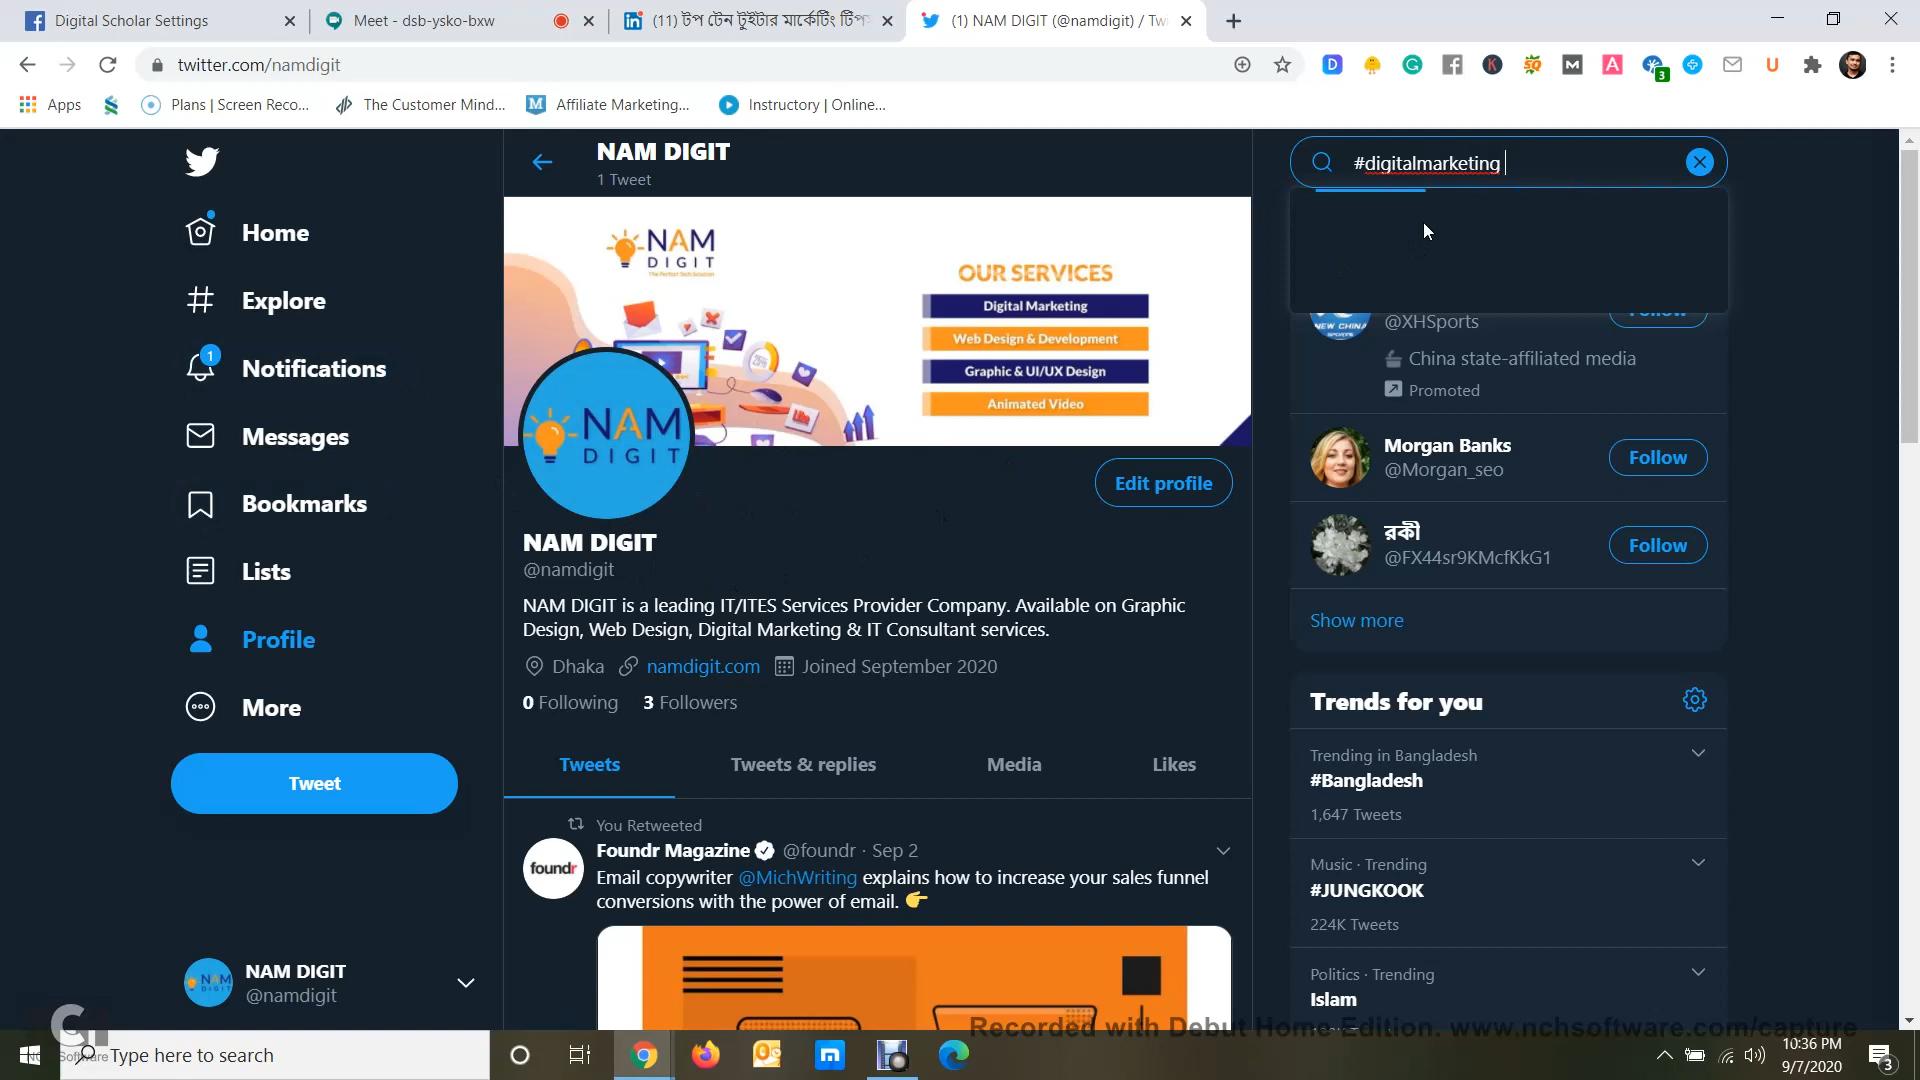 Digital Scholar Settings
Meet - dsb-ysko-bxw
(11) টপ টেন টুইটার মার্কেটিং টিপস
(1) NAM DIGIT (@namdigit) / Tw
twitter.com/namdigit
3
Apps
Plans | Screen Reco...
The Customer Mind...
Affiliate Marketing...
Instructory | Online...
NAM DIGIT
1 Tweet
#digitalmarketing
Home
Explore
1
Notifications
Messages
Bookmarks
Lists
Profile
More
Tweet
NAM DIGIT
@namdigit
NAM
DIGIT
OUR SERVICES
Digital Marketing
Web Design & Development
Graphic & UI/UX Design
Animated Video
NAM
DIGIT
Edit profile
NAM DIGIT
@namdigit
NAM DIGIT is a leading IT/ITES Services Provider Company. Available on Graphic
Design, Web Design, Digital Marketing & IT Consultant services.
Dhaka namdigit.com Joined September 2020
0 Following 3 Followers
Tweets
Tweets & replies
Media
Likes
You Retweeted
foundr
Foundr Magazine @foundr · Sep 2
Email copywriter @MichWriting explains how to increase your sales funnel
conversions with the power of email.
NEW CHINA
SPORTS
@XHSports
Follow
China state-affiliated media
Promoted
Morgan Banks
@Morgan_seo
Follow
রকী
@FX44sr9KMcfKkG1
Follow
Show more
Trends for you
Trending in Bangladesh
#Bangladesh
1,647 Tweets
Music · Trending
#JUNGKOOK
224K Tweets
Politics · Trending
Islam
Recorded with Debut Home Edition. www.nchsoftware.com/capture
Type here to search
10:36 PM
9/7/2020
3